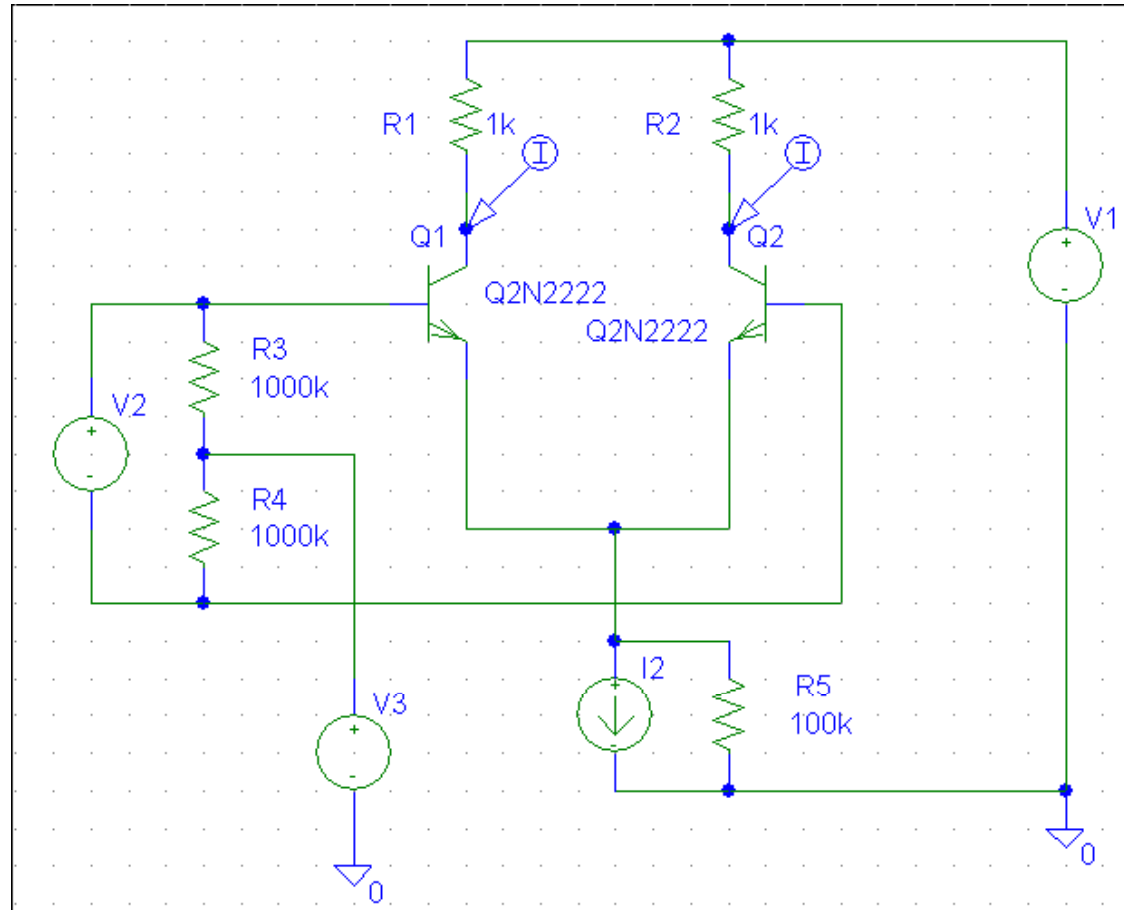 R1
1k
I
R2
1k
I
V1
+
-
Q1
Q2N2222
Q2
Q2N2222
R3
1000k
V2
+
-
R4
1000k
V3
+
-
I2
+
-
R5
100k
0
0